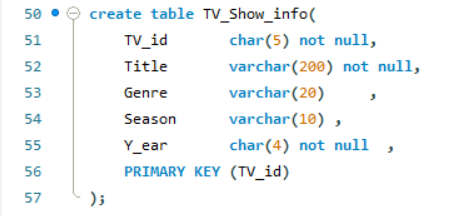 50 create table TV_Show_info(
51 TV_id char(5) not null,
52 Title varchar(200) not null,
53 Genre varchar(20) ,
54 Season varchar(10) ,
55 Y_ear char(4) not null ,
56 PRIMARY KEY (TV_id)
57 );